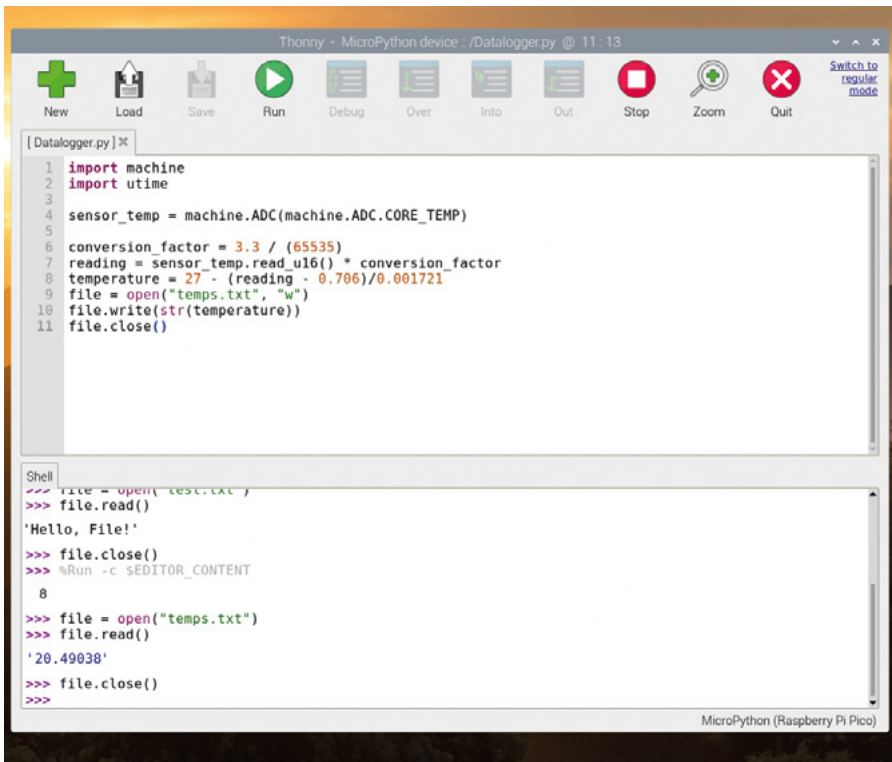 Thonny - MicroPython device :: /Datalogger.py @ 11 : 13
New Load Save Run Debug Over Into Out Stop Zoom Quit
Switch to
regular
mode
[ Datalogger.py ]
1 import machine
2 import utime
3
4 sensor_temp = machine.ADC(machine.ADC.CORE_TEMP)
5
6 conversion_factor = 3.3 / (65535)
7 reading = sensor_temp.read_u16() * conversion_factor
8 temperature = 27 - (reading - 0.706)/0.001721
9 file = open("temps.txt", "w")
10 file.write(str(temperature))
11 file.close()
Shell
>>> file = open("test.txt")
>>> file.read()
'Hello, File!'
>>> file.close()
>>> %Run -c $EDITOR_CONTENT
8
>>> file = open("temps.txt")
>>> file.read()
'20.49038'
>>> file.close()
>>>
MicroPython (Raspberry Pi Pico)